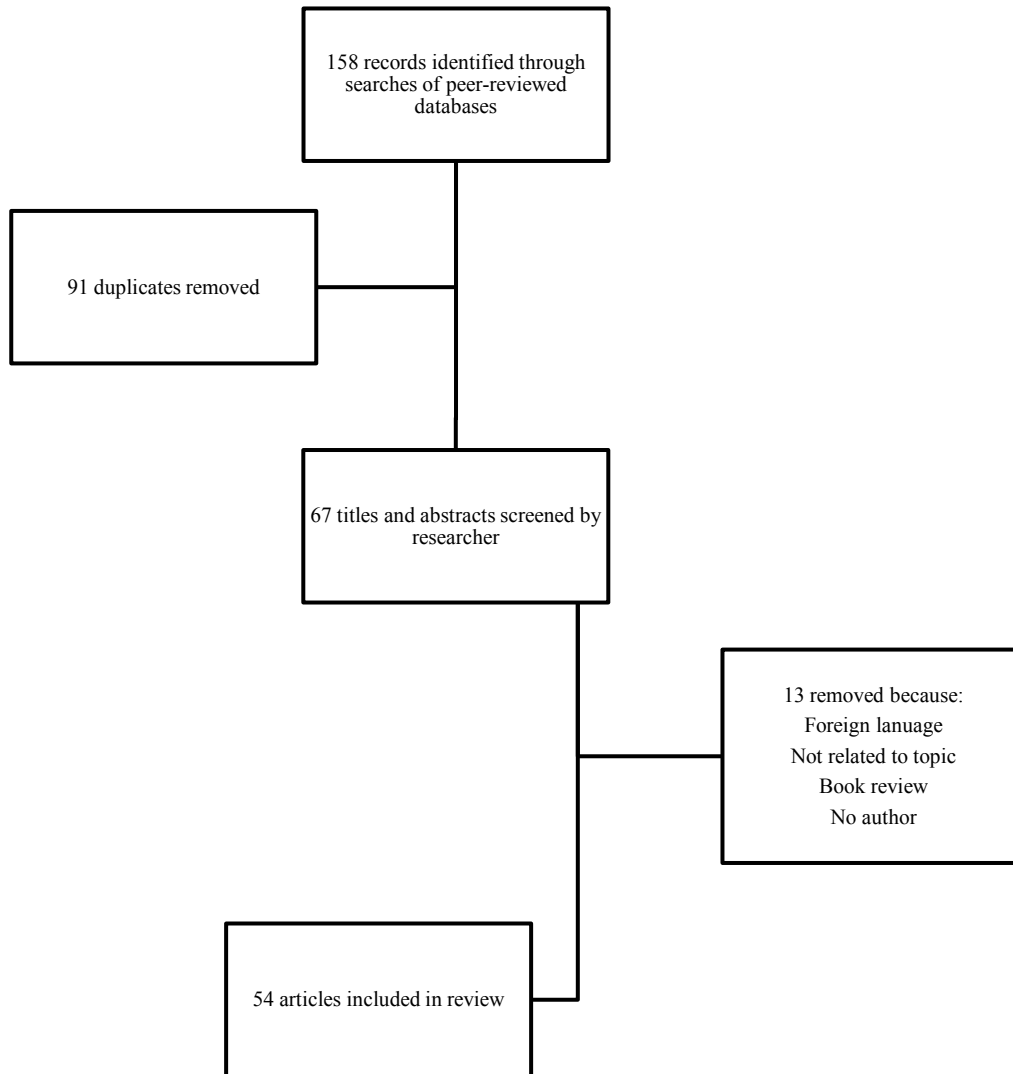 158 records identified through
searches of peer-reviewed
databases
91 duplicates removed
67 titles and abstracts screened by
researcher
13 removed because:
Foreign lanuage
Not related to topic
Book review
No author
54 articles included in review